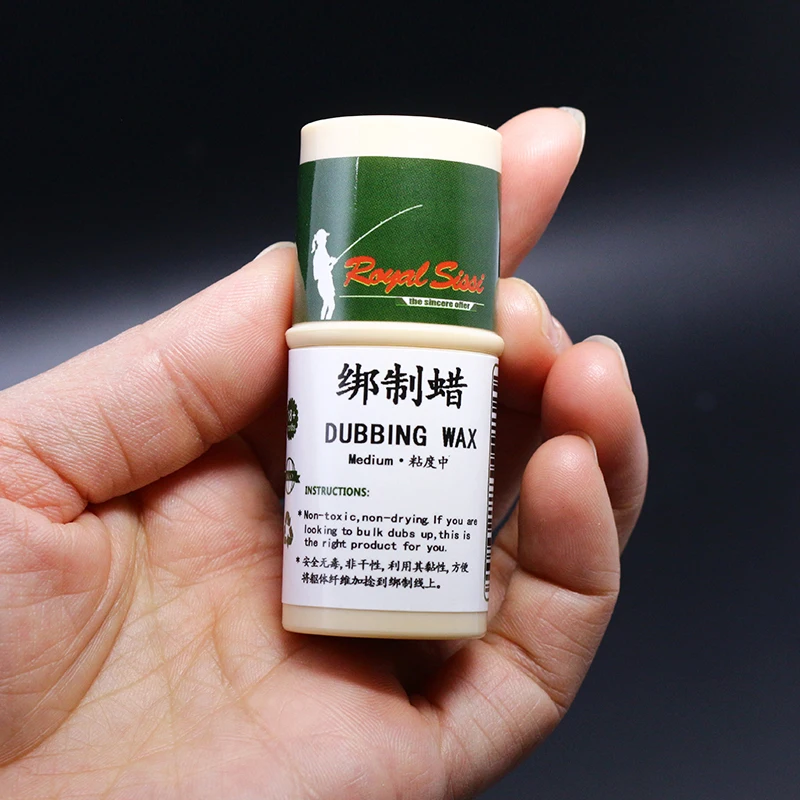 Royal Sissi
the sincere offer
绑制蜡
DUBBING WAX
Medium·粘度中
INSTRUCTIONS:
*Non-toxic,non-drying. If you are
looking to bulk dubs up,this is
the right product for you.
*安全无毒,非干性,利用其黏性,方便
将躯体纤维加捻到绑制线上。